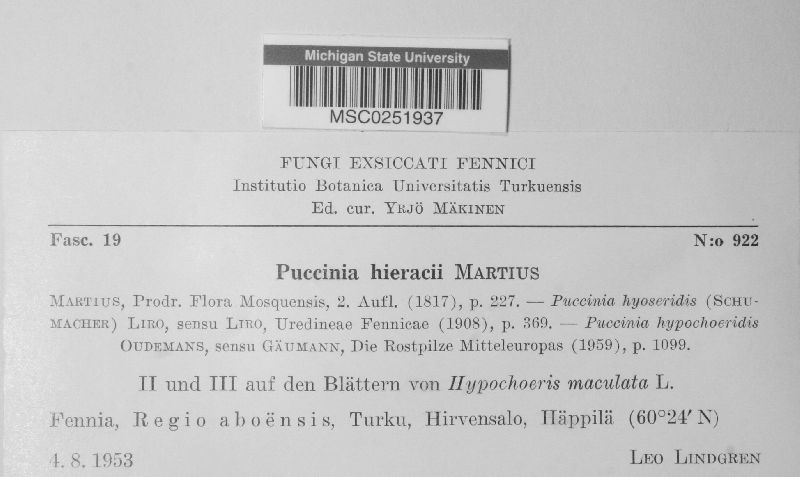 Michigan State University
MSC0251937
FUNGI EXSICCATI FENNICI
Institutio Botanica Universitatis Turkuensis
Ed. cur. YRJÖ MÄKINEN
Fasc. 19 N:o 922
Puccinia hieracii MARTIUS
MARTIUS, Prodr. Flora Mosquensis, 2. Aufl. (1817), p. 227. — Puccinia hyoseridis (SCHU-
MACHER) LIRO, sensu LIRO, Uredineae Fennicae (1908), p. 369. — Puccinia hypochoeridis
OUDEMANS, sensu GÄUMANN, Die Rostpilze Mitteleuropas (1959), p. 1099.
II und III auf den Blättern von Hypochoeris maculata L.
Fennia, Regio aboënsis, Turku, Hirvensalo, Häppilä (60°24′ N)
4. 8. 1953 LEO LINDGREN